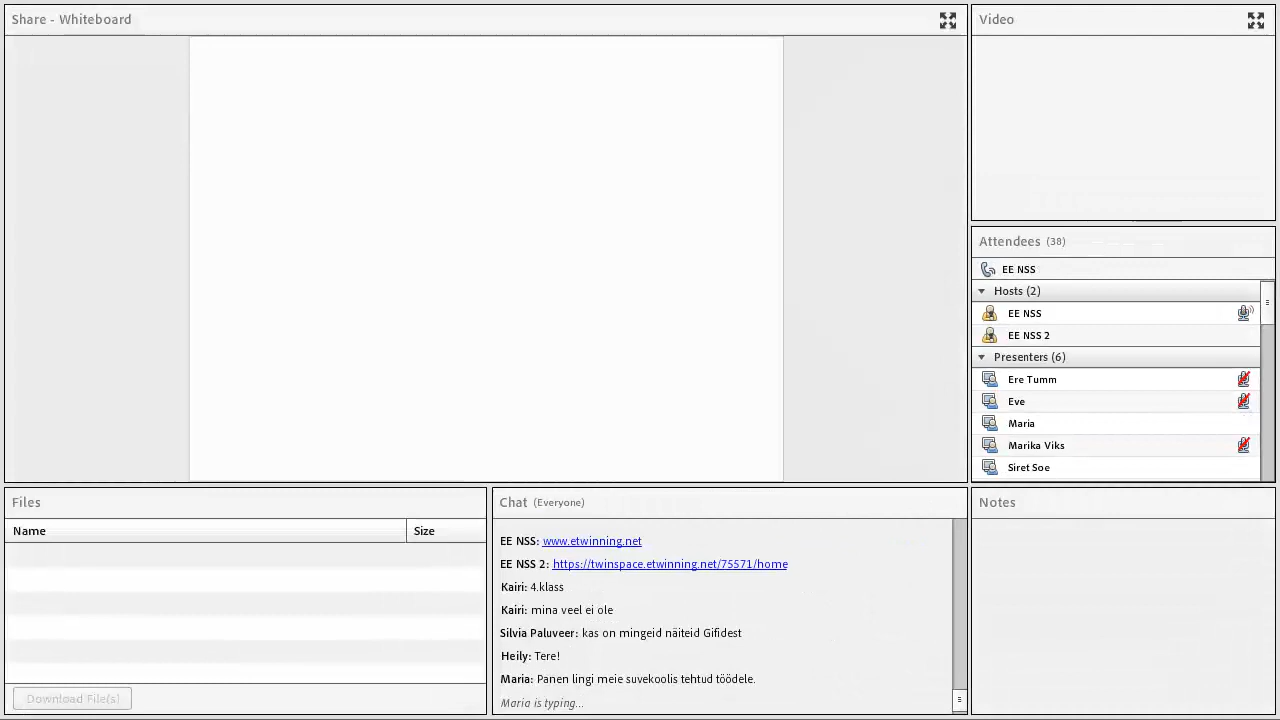 Share - Whiteboard
Video
Attendees (38)
EE NSS
Hosts (2)
EE NSS
EE NSS 2
Presenters (6)
Ere Tumm
Eve
Maria
Marika Viks
Siret Soe
Files
Name Size
Download File(s)
Chat (Everyone)
EE NSS: www.etwinning.net
EE NSS 2: https://twinspace.etwinning.net/75571/home
Kairi: 4.klass
Kairi: mina veel ei ole
Silvia Paluveer: kas on mingeid näiteid Gifidest
Heily: Tere!
Maria: Panen lingi meie suvekoolis tehtud töödele.
Maria is typing...
Notes